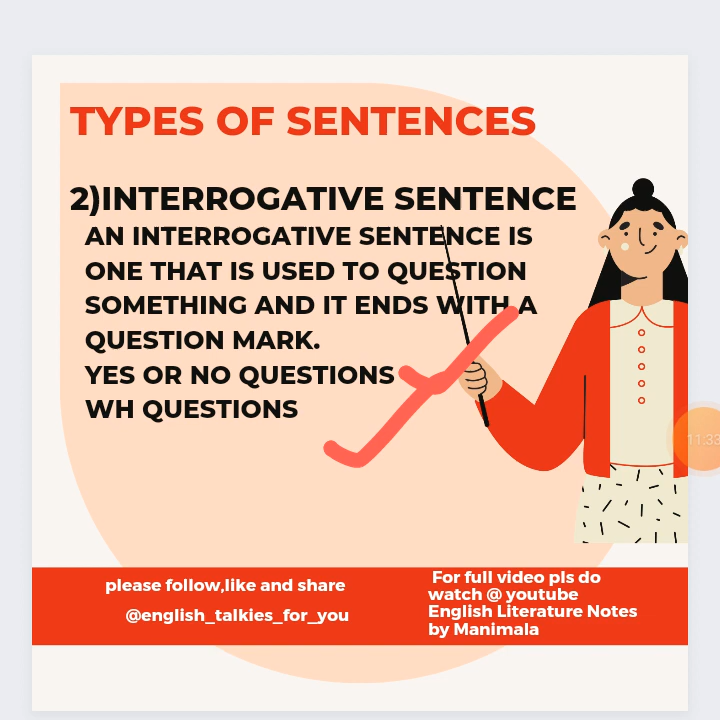 TYPES OF SENTENCES
2)INTERROGATIVE SENTENCE
AN INTERROGATIVE SENTENCE IS
ONE THAT IS USED TO QUESTION
SOMETHING AND IT ENDS WITH A
QUESTION MARK.
YES OR NO QUESTIONS
WH QUESTIONS
11:33
please follow,like and share
@english_talkies_for_you
For full video pls do
watch @ youtube
English Literature Notes
by Manimala